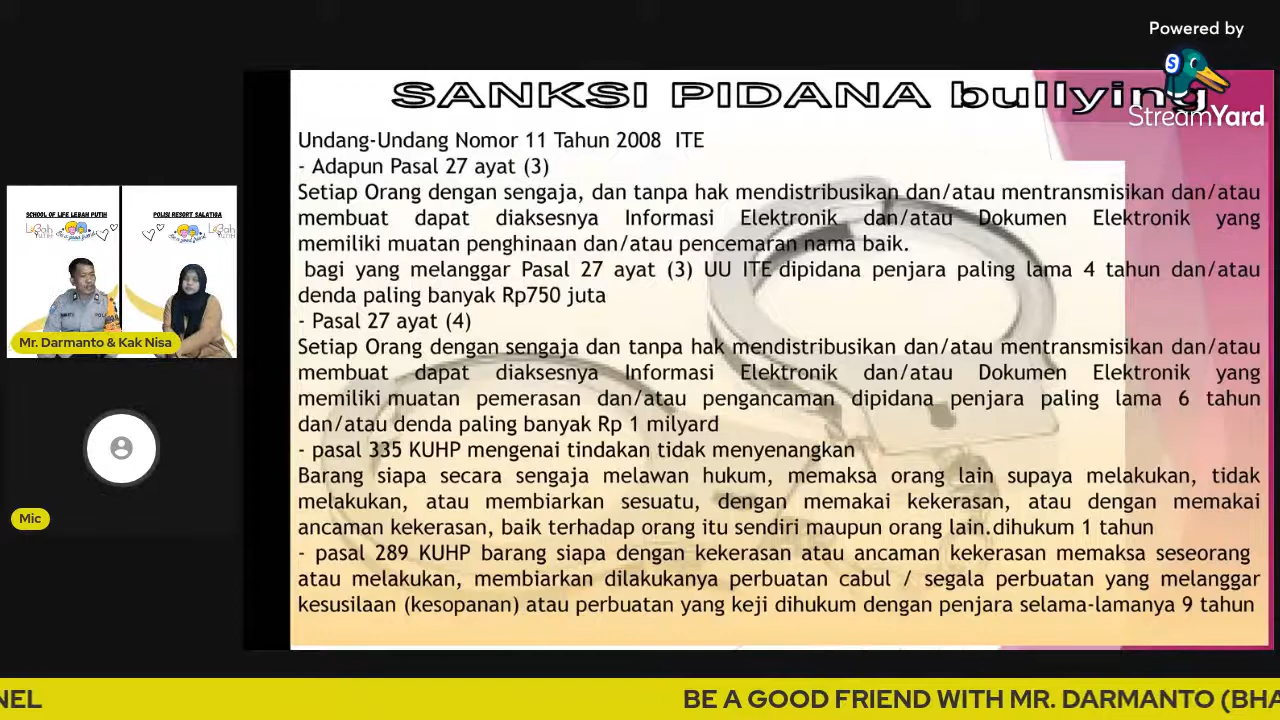 Powered by
StreamYard
SANKSI PIDANA bullying
Undang-Undang Nomor 11 Tahun 2008 ITE
- Adapun Pasal 27 ayat (3)
Setiap Orang dengan sengaja, dan tanpa hak mendistribusikan dan/atau mentransmisikan dan/atau
membuat dapat diaksesnya Informasi Elektronik dan/atau Dokumen Elektronik yang
memiliki muatan penghinaan dan/atau pencemaran nama baik.
bagi yang melanggar Pasal 27 ayat (3) UU ITE dipidana penjara paling lama 4 tahun dan/atau
denda paling banyak Rp750 juta
- Pasal 27 ayat (4)
Setiap Orang dengan sengaja dan tanpa hak mendistribusikan dan/atau mentransmisikan dan/atau
membuat dapat diaksesnya Informasi Elektronik dan/atau Dokumen Elektronik yang
memiliki muatan pemerasan dan/atau pengancaman dipidana penjara paling lama 6 tahun
dan/atau denda paling banyak Rp 1 milyard
- pasal 335 KUHP mengenai tindakan tidak menyenangkan
Barang siapa secara sengaja melawan hukum, memaksa orang lain supaya melakukan, tidak
melakukan, atau membiarkan sesuatu, dengan memakai kekerasan, atau dengan memakai
ancaman kekerasan, baik terhadap orang itu sendiri maupun orang lain.dihukum 1 tahun
- pasal 289 KUHP barang siapa dengan kekerasan atau ancaman kekerasan memaksa seseorang
atau melakukan, membiarkan dilakukanya perbuatan cabul / segala perbuatan yang melanggar
kesusilaan (kesopanan) atau perbuatan yang keji dihukum dengan penjara selama-lamanya 9 tahun
SCHOOL OF LIFE LEBAH PUTIH
POLISI RESORT SALATIGA
Mr. Darmanto & Kak Nisa
Mic
NEL
BE A GOOD FRIEND WITH MR. DARMANTO (BHA